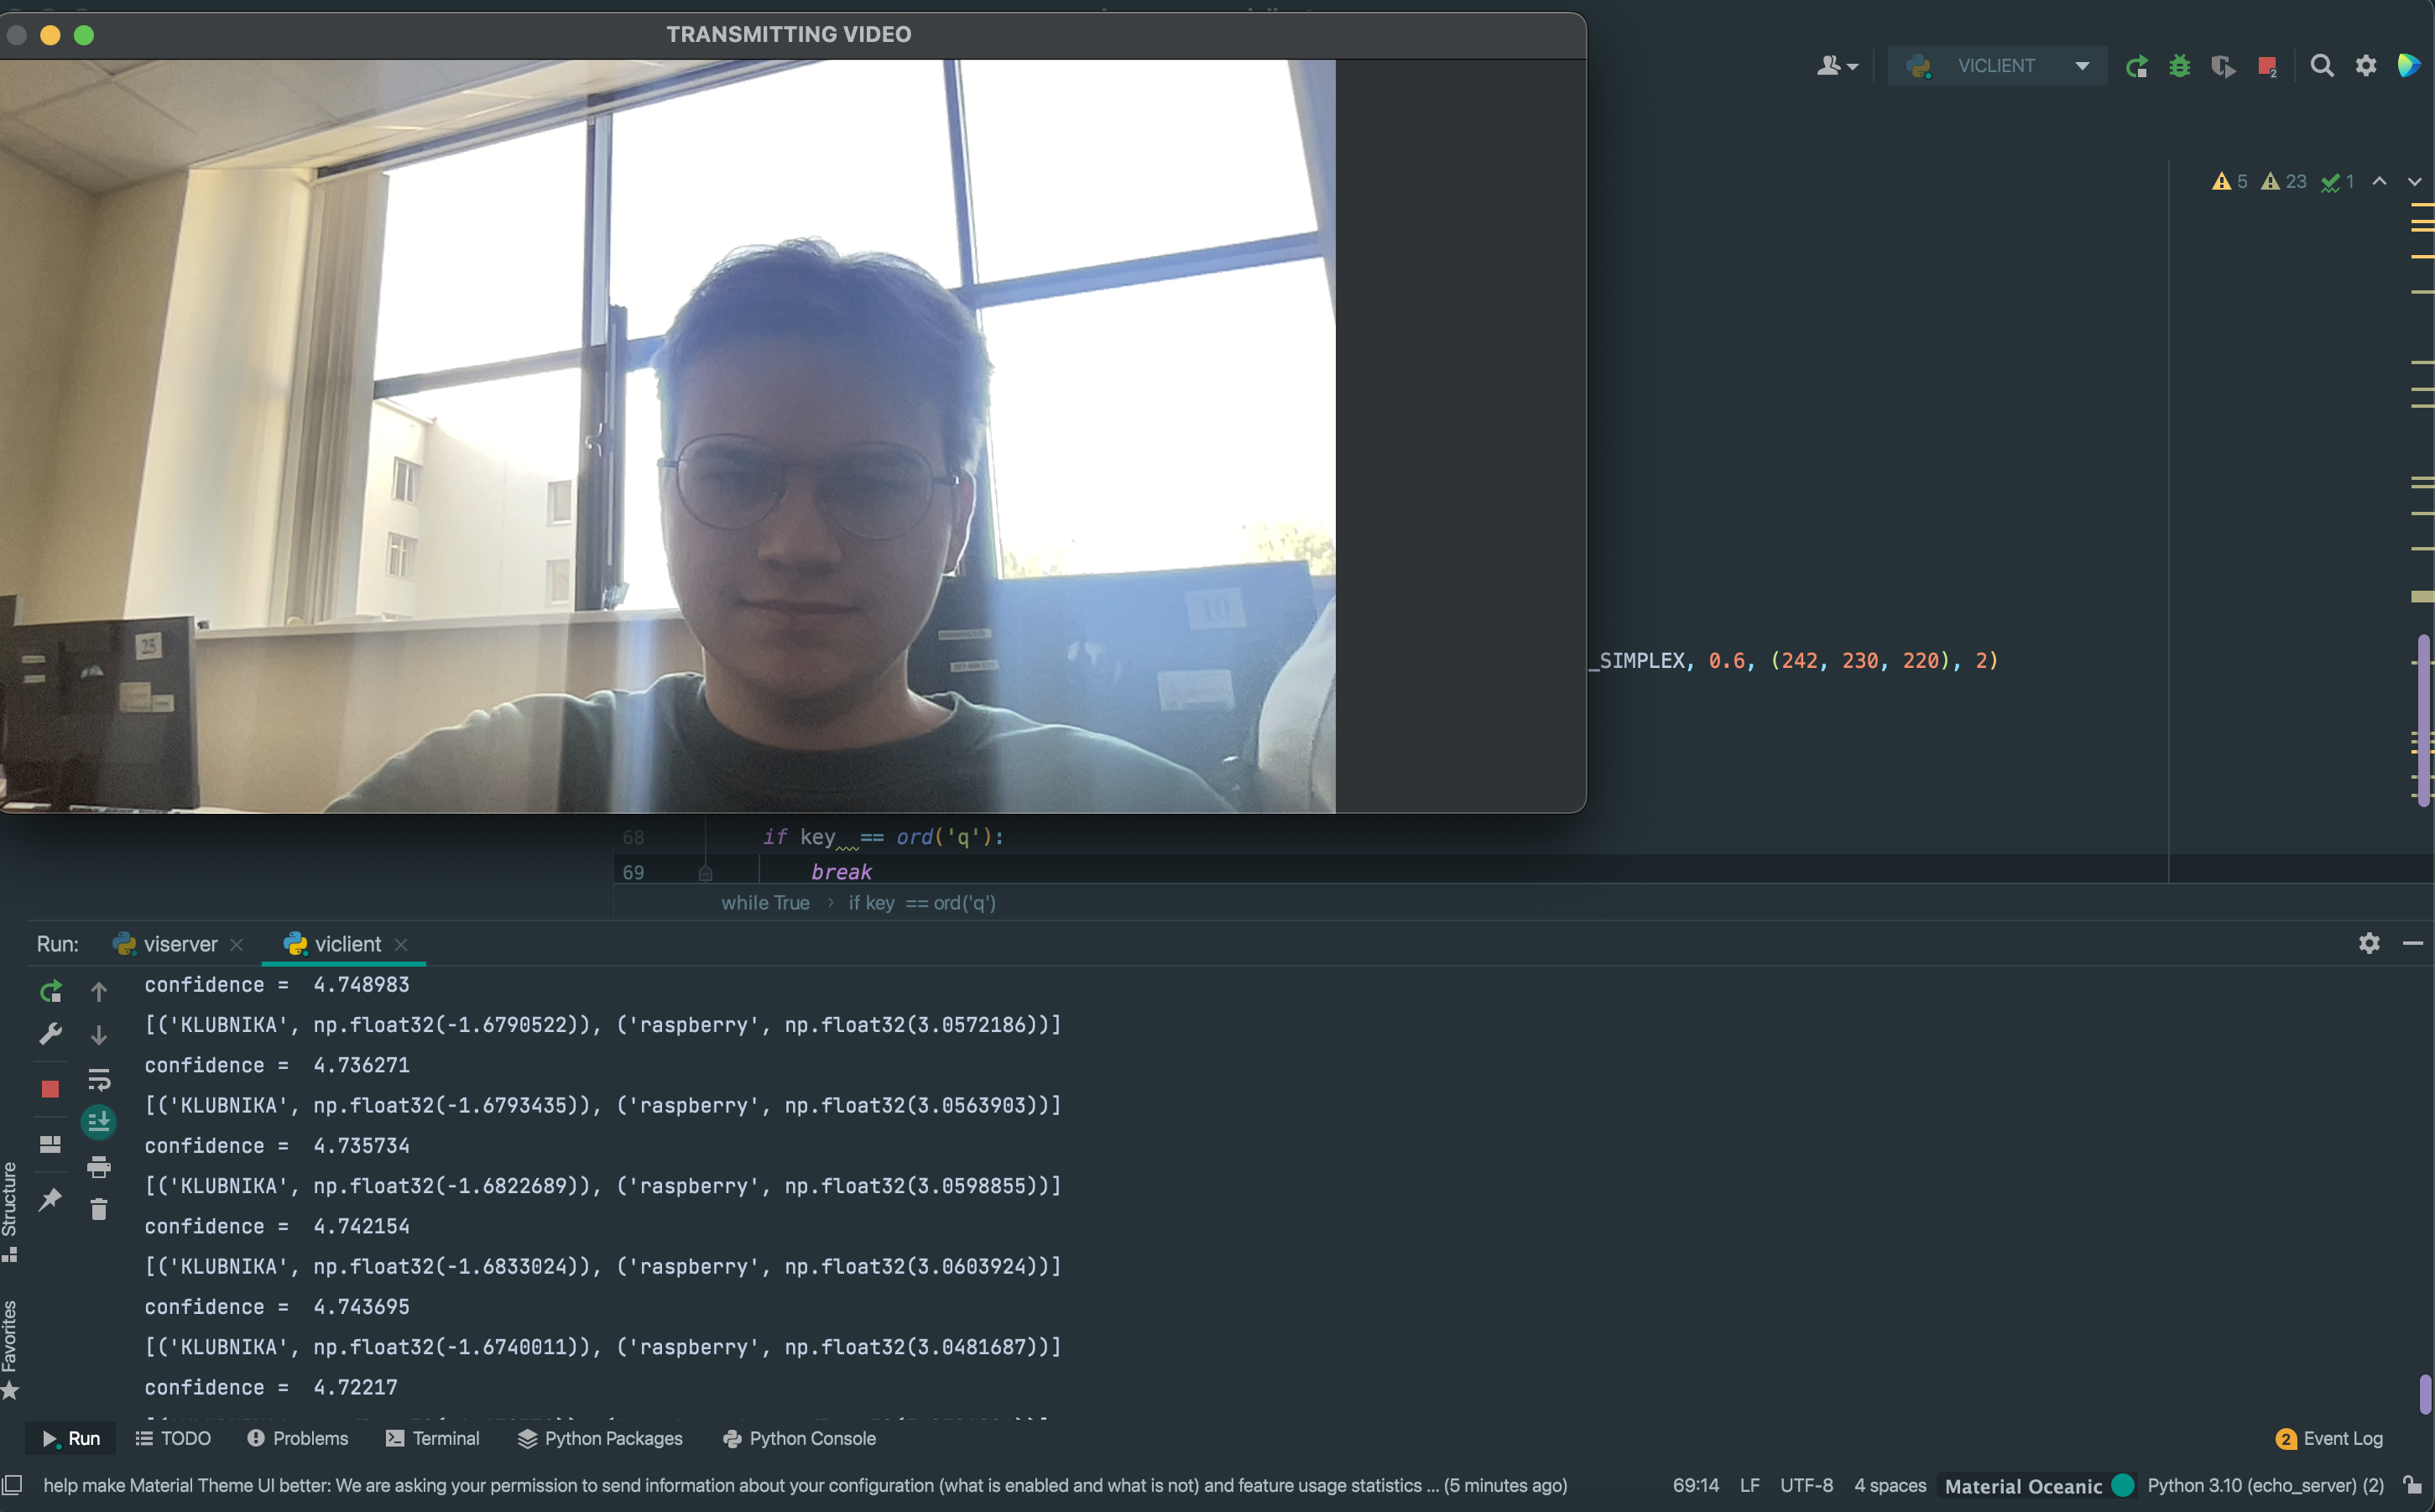 TRANSMITTING VIDEO
VICLIENT
2
5 23 1
25
10
_SIMPLEX, 0.6, (242, 230, 220), 2)
68 if key == ord('q'):
69 break
while True › if key == ord('q')
Run: viserver viclient
confidence = 4.748983
[('KLUBNIKA', np.float32(-1.6790522)), ('raspberry', np.float32(3.0572186))]
confidence = 4.736271
[('KLUBNIKA', np.float32(-1.6793435)), ('raspberry', np.float32(3.0563903))]
confidence = 4.735734
[('KLUBNIKA', np.float32(-1.6822689)), ('raspberry', np.float32(3.0598855))]
confidence = 4.742154
[('KLUBNIKA', np.float32(-1.6833024)), ('raspberry', np.float32(3.0603924))]
confidence = 4.743695
[('KLUBNIKA', np.float32(-1.6740011)), ('raspberry', np.float32(3.0481687))]
confidence = 4.72217
Structure
Favorites
Run TODO Problems Terminal Python Packages Python Console 2 Event Log
help make Material Theme UI better: We are asking your permission to send information about your configuration (what is enabled and what is not) and feature usage statistics ... (5 minutes ago) 69:14 LF UTF-8 4 spaces Material Oceanic Python 3.10 (echo_server) (2)